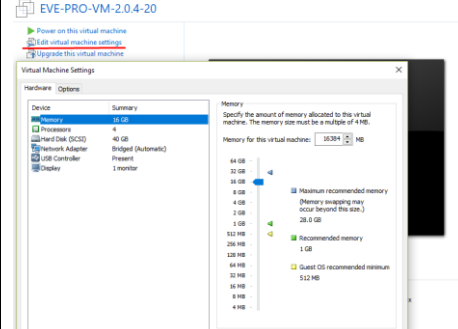 EVE-PRO-VM-2.0.4-20
Power on this virtual machine
Edit virtual machine settings
Upgrade this virtual machine
Virtual Machine Settings
Hardware Options
Device Summary
Memory 16 GB
Processors 4
Hard Disk (SCSI) 40 GB
Network Adapter Bridged (Automatic)
USB Controller Present
Display 1 monitor
Memory
Specify the amount of memory allocated to this virtual
machine. The memory size must be a multiple of 4 MB.
Memory for this virtual machine: 16384 MB
64 GB
32 GB
16 GB
8 GB
4 GB
2 GB
1 GB
512 MB
256 MB
128 MB
64 MB
32 MB
16 MB
8 MB
4 MB
Maximum recommended memory
(Memory swapping may
occur beyond this size.)
28.0 GB
Recommended memory
1 GB
Guest OS recommended minimum
512 MB